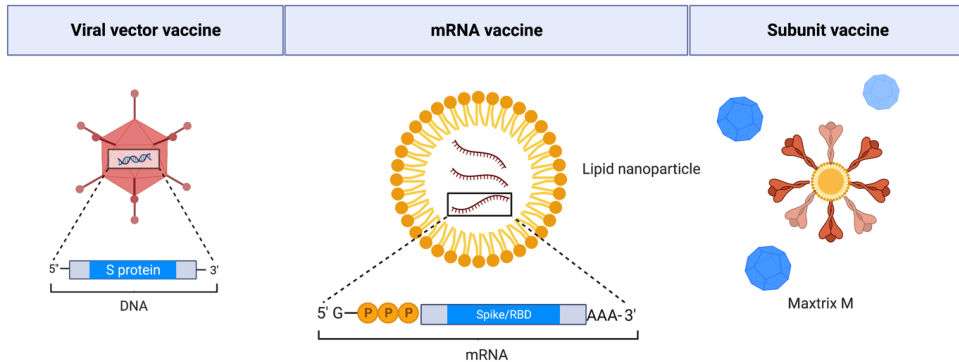 Viral vector vaccine
mRNA vaccine
Subunit vaccine
Lipid nanoparticle
5" S protein 3'
DNA
5' G P P P Spike/RBD AAA- 3'
mRNA
Maxtrix M